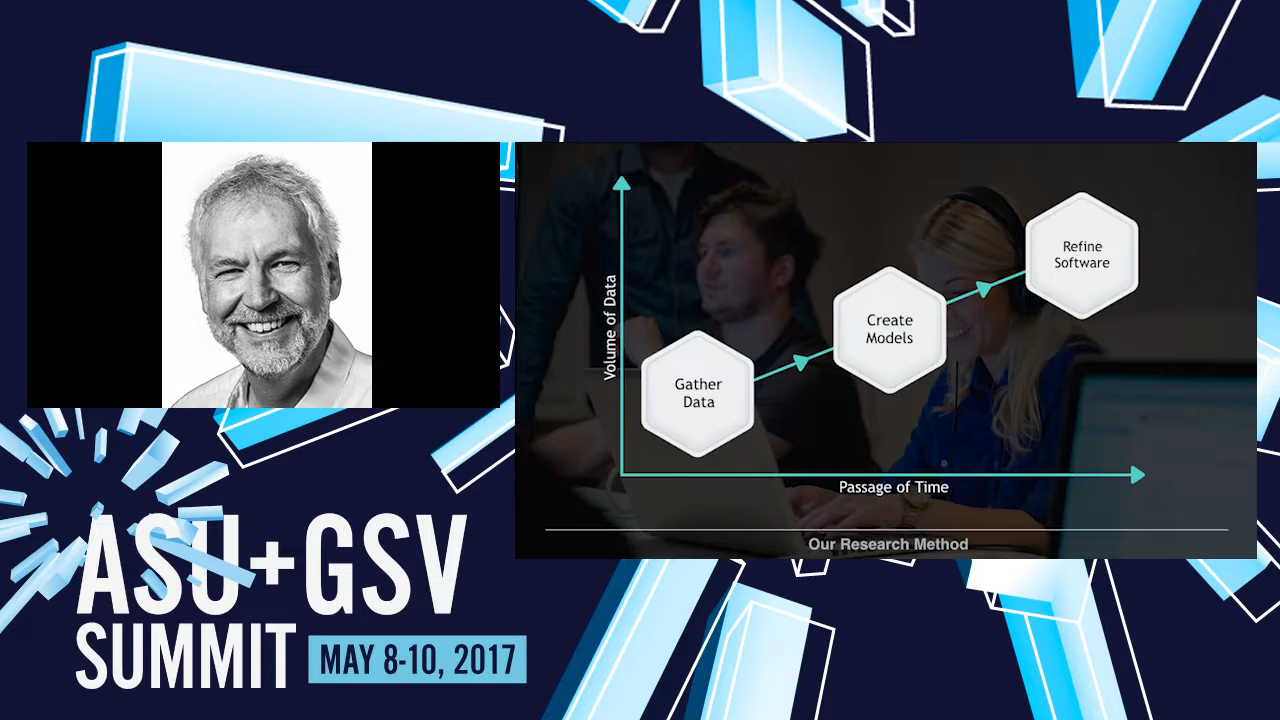 Volume of Data
Gather
Data
Create
Models
Refine
Software
Passage of Time
Our Research Method
ASU+GSV
SUMMIT
MAY 8-10, 2017